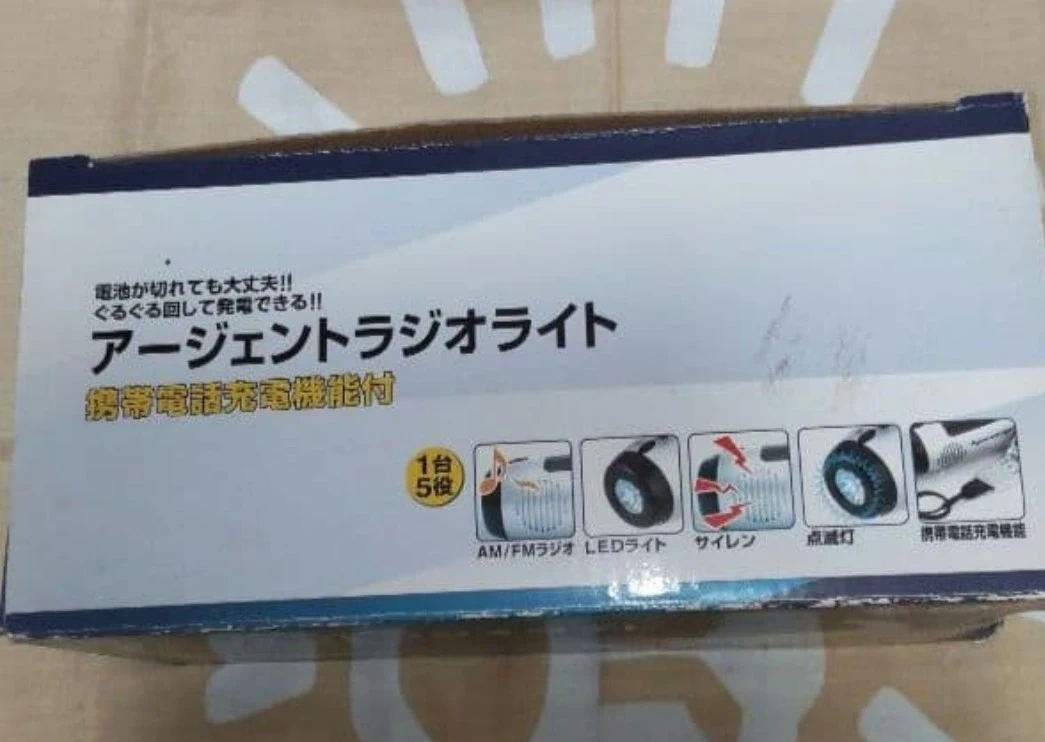 電池が切れても大丈夫!!
ぐるぐる回して発電できる!!
アージェントラジオライト
携帯電話充電機能付
1台
5役
AM/FMラジオ
LEDライト
サイレン
点滅灯
携帯電話充電機能